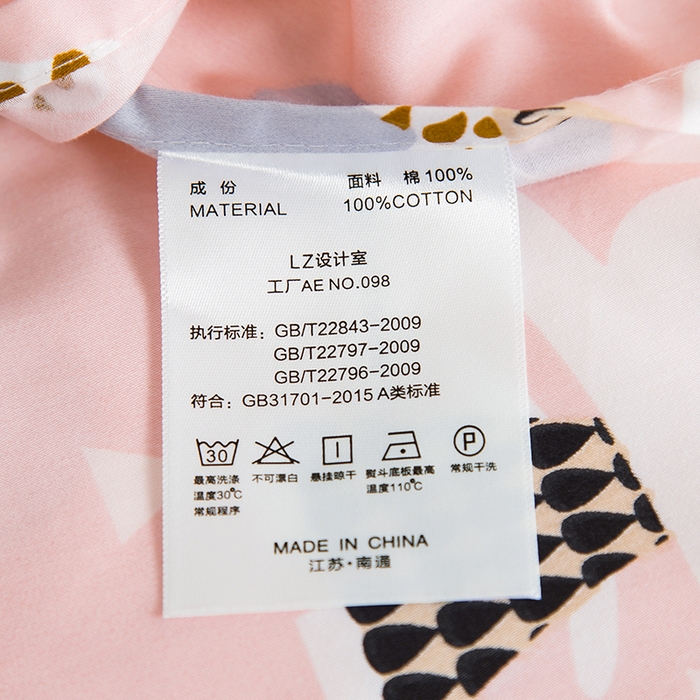 成 份 面料 棉 100%
MATERIAL 100%COTTON
LZ设计室
工厂AE NO.098
执行标准：GB/T22843-2009
GB/T22797-2009
GB/T22796-2009
符合：GB31701-2015 A类标准
30 P
最高洗涤 不可漂白 悬挂晾干 熨斗底板最高 常规干洗
温度30℃ 温度110℃
常规程序
MADE IN CHINA
江苏·南通